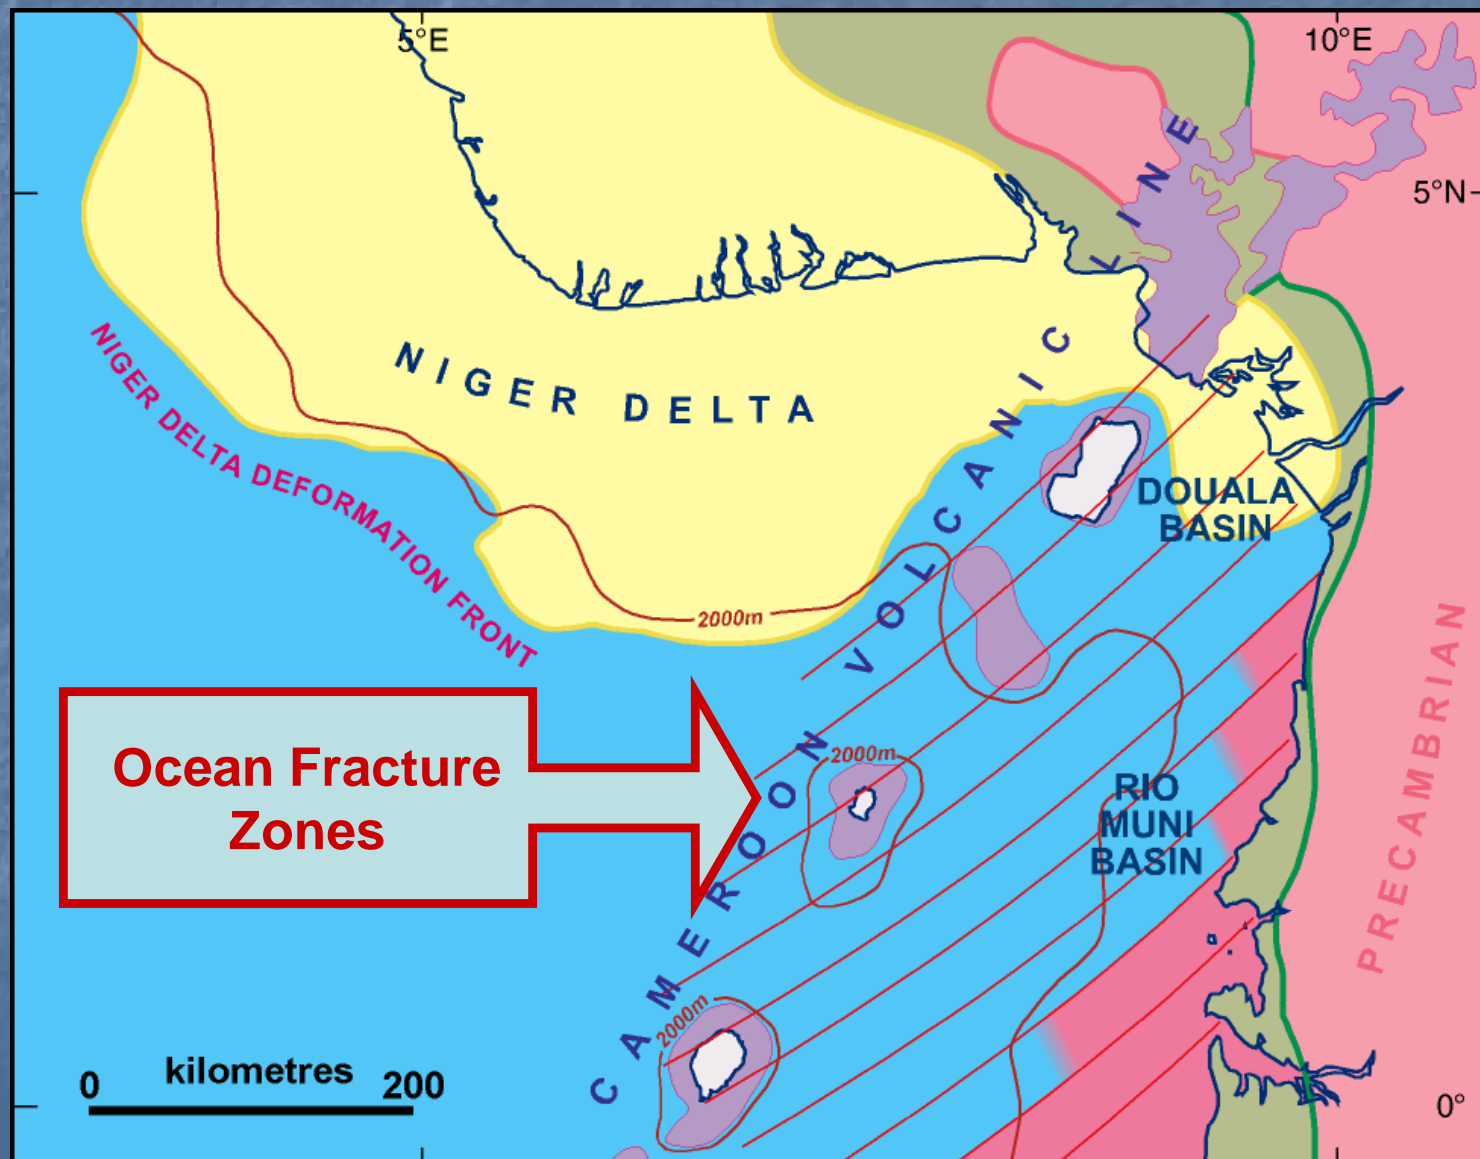 5°E
10°E
5°N
CAMEROON VOLCANIC LINE
NIGER DELTA
NIGER DELTA DEFORMATION FRONT
DOUALA
BASIN
2000m
Ocean Fracture
Zones
2000m
RIO
MUNI
BASIN
PRECAMBRIAN
2000m
kilometres
0 200
0°